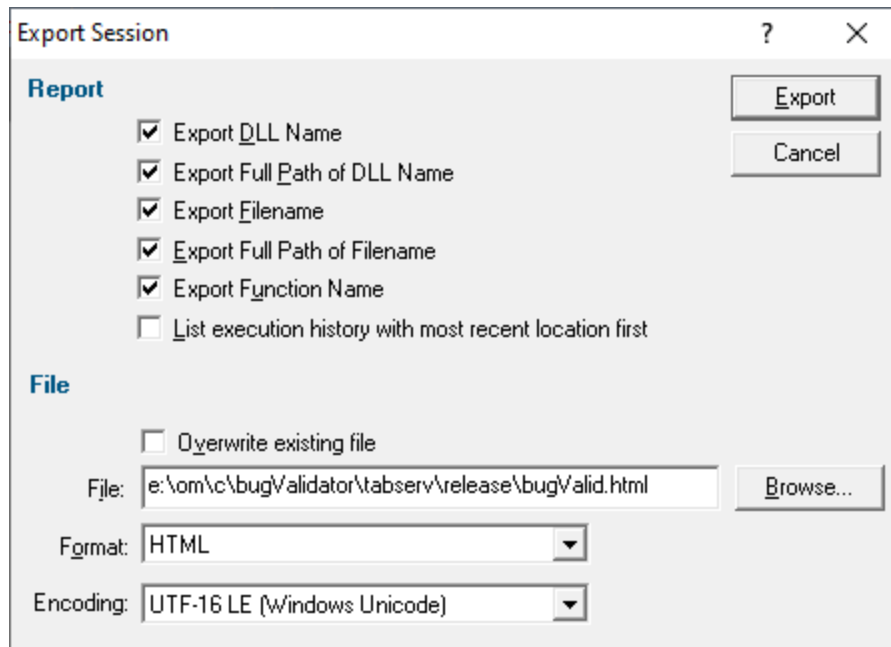 Export Session ?
Report
Export
Export DLL Name
Cancel
Export Full Path of DLL Name
Export Filename
Export Full Path of Filename
Export Function Name
List execution history with most recent location first
File
Overwrite existing file
File: e:\om\c\bugValidator\tabserv\release\bugValid.html Browse...
Format: HTML
Encoding: UTF-16 LE (Windows Unicode)